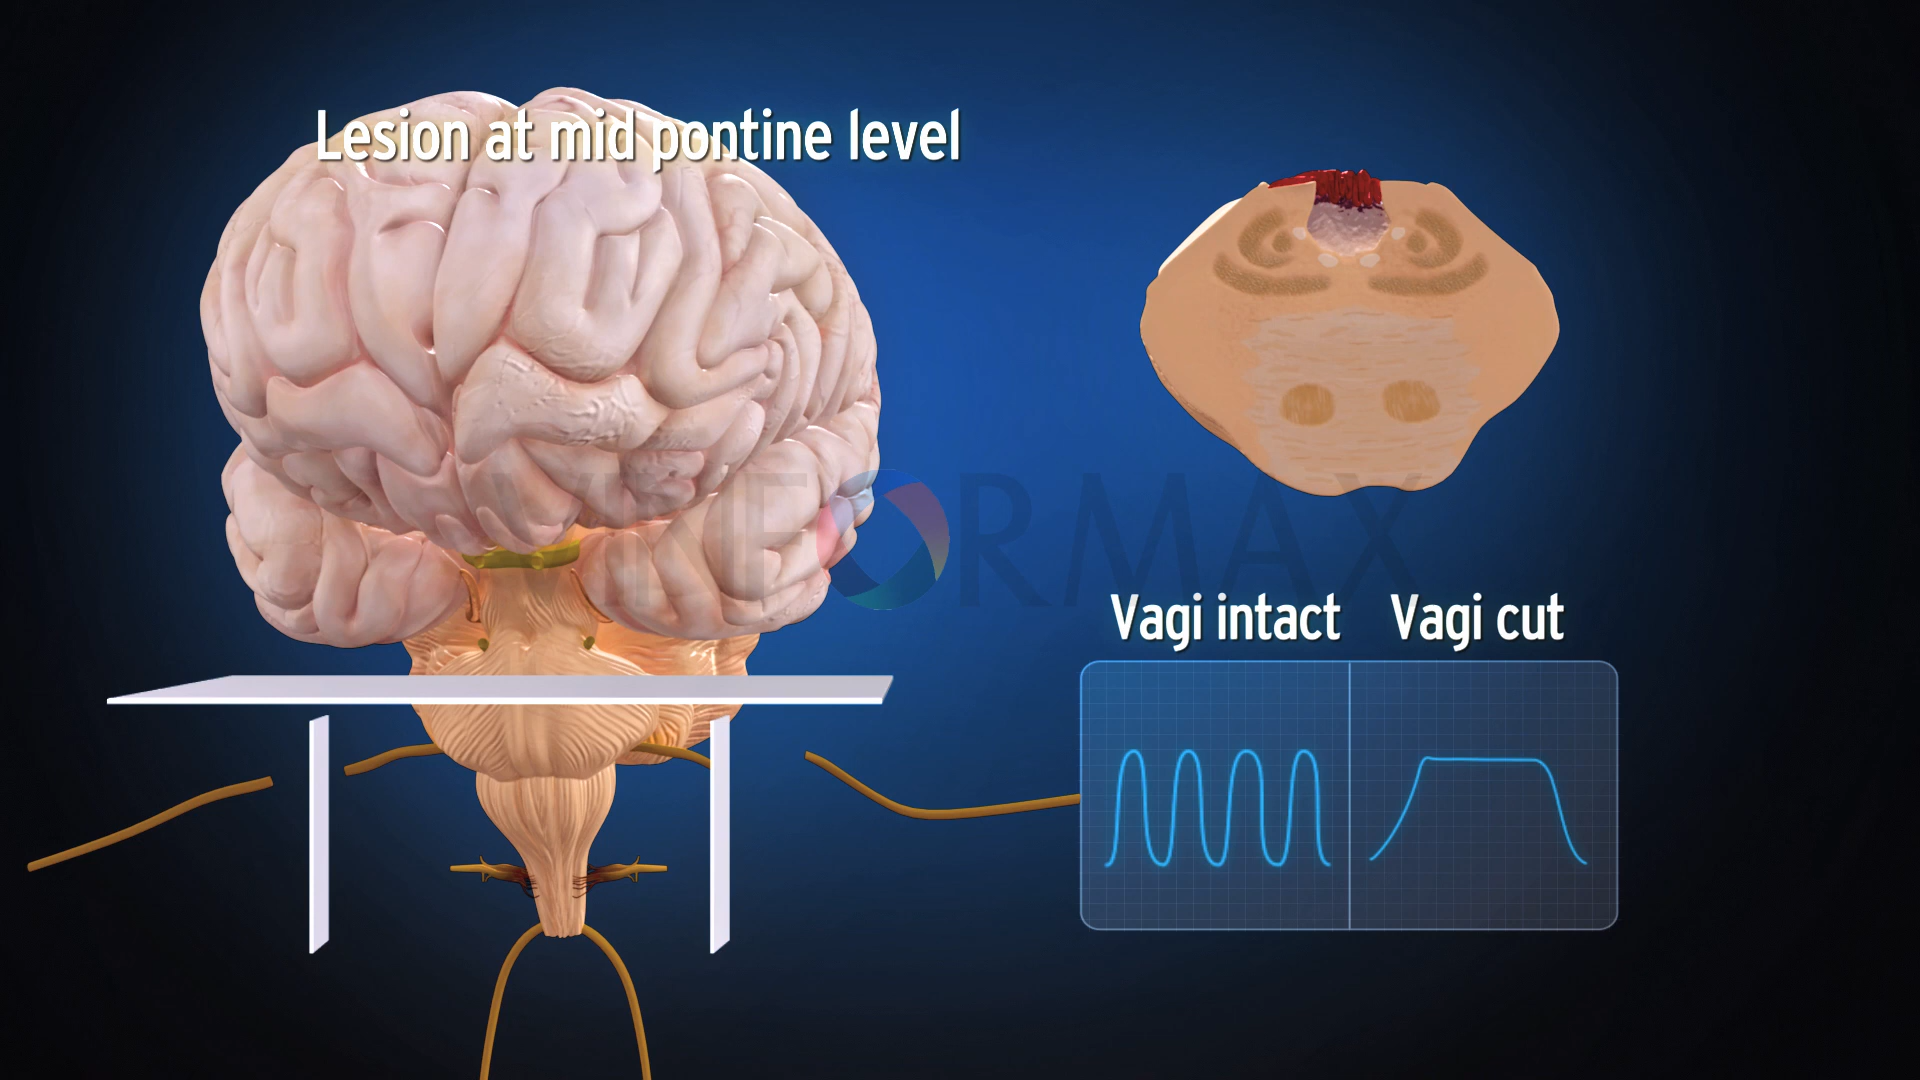 Lesion at mid pontine level
Vagi intact
Vagi cut